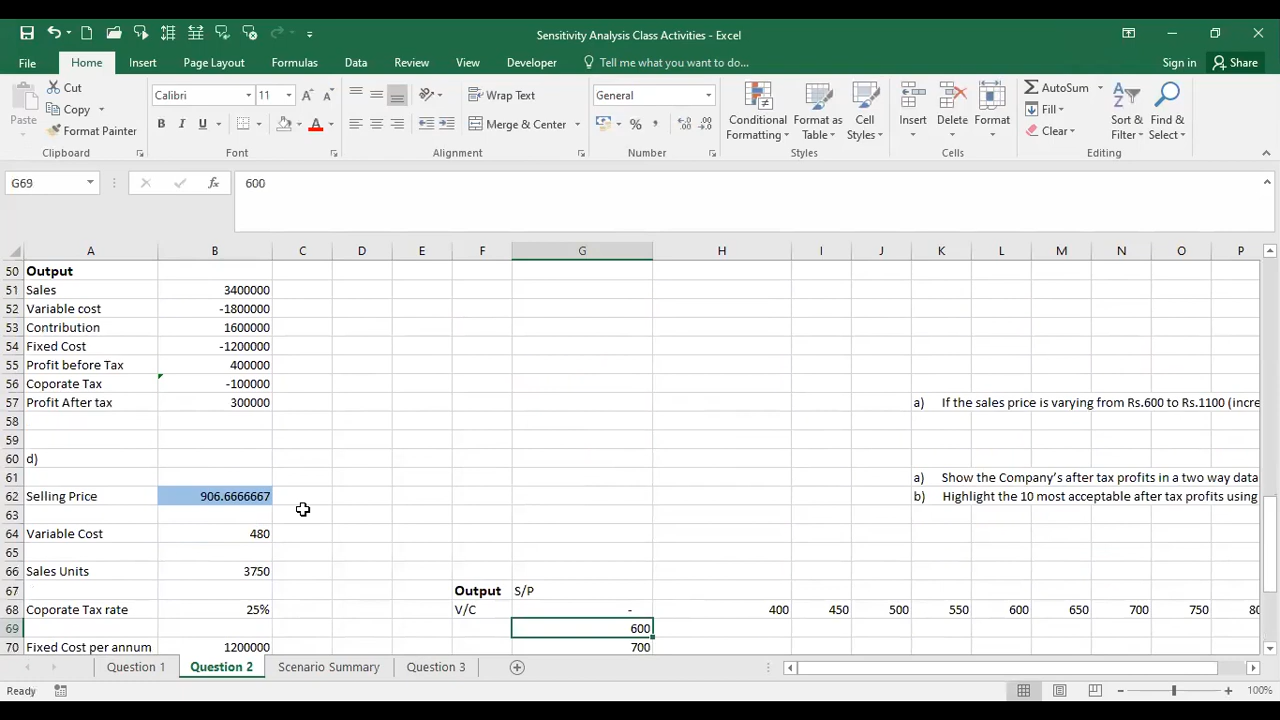 Sensitivity Analysis Class Activities - Excel
File Home Insert Page Layout Formulas Data Review View Developer Tell me what you want to do... Sign in Share
Paste Cut Copy Format Painter
Calibri 11 B I U A
Wrap Text
Merge & Center
General
%
Conditional Formatting Format as Table Cell Styles
Insert Delete Format
AutoSum Fill Clear
Sort & Filter Find & Select
Clipboard Font Alignment Number Styles Cells Editing
G69 fx 600
A B C D E F G H I J K L M N O P
50 Output
51 Sales 3400000
52 Variable cost -1800000
53 Contribution 1600000
54 Fixed Cost -1200000
55 Profit before Tax 400000
56 Coporate Tax -100000
57 Profit After tax 300000 a) If the sales price is varying from Rs.600 to Rs.1100 (incre
58
59
60 d)
61 a) Show the Company's after tax profits in a two way data
62 Selling Price 906.6666667 b) Highlight the 10 most acceptable after tax profits using
63
64 Variable Cost 480
65
66 Sales Units 3750
67 Output S/P
68 Coporate Tax rate 25% V/C - 400 450 500 550 600 650 700 750 80
69 600
70 Fixed Cost per annum 1200000 700
Question 1 Question 2 Scenario Summary Question 3
Ready 100%